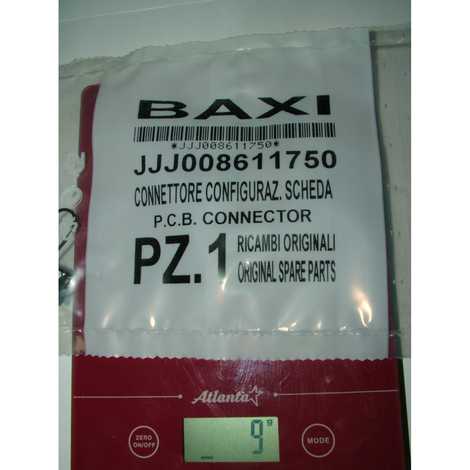 BAXI
*JJJ008611750*
JJJ008611750
CONNETTORE CONFIGURAZ. SCHEDA
P.C.B. CONNECTOR
PZ.1
RICAMBI ORIGINALI
ORIGINAL SPARE PARTS
Atlanta
ZERO
ON/OFF
9 g
MODE